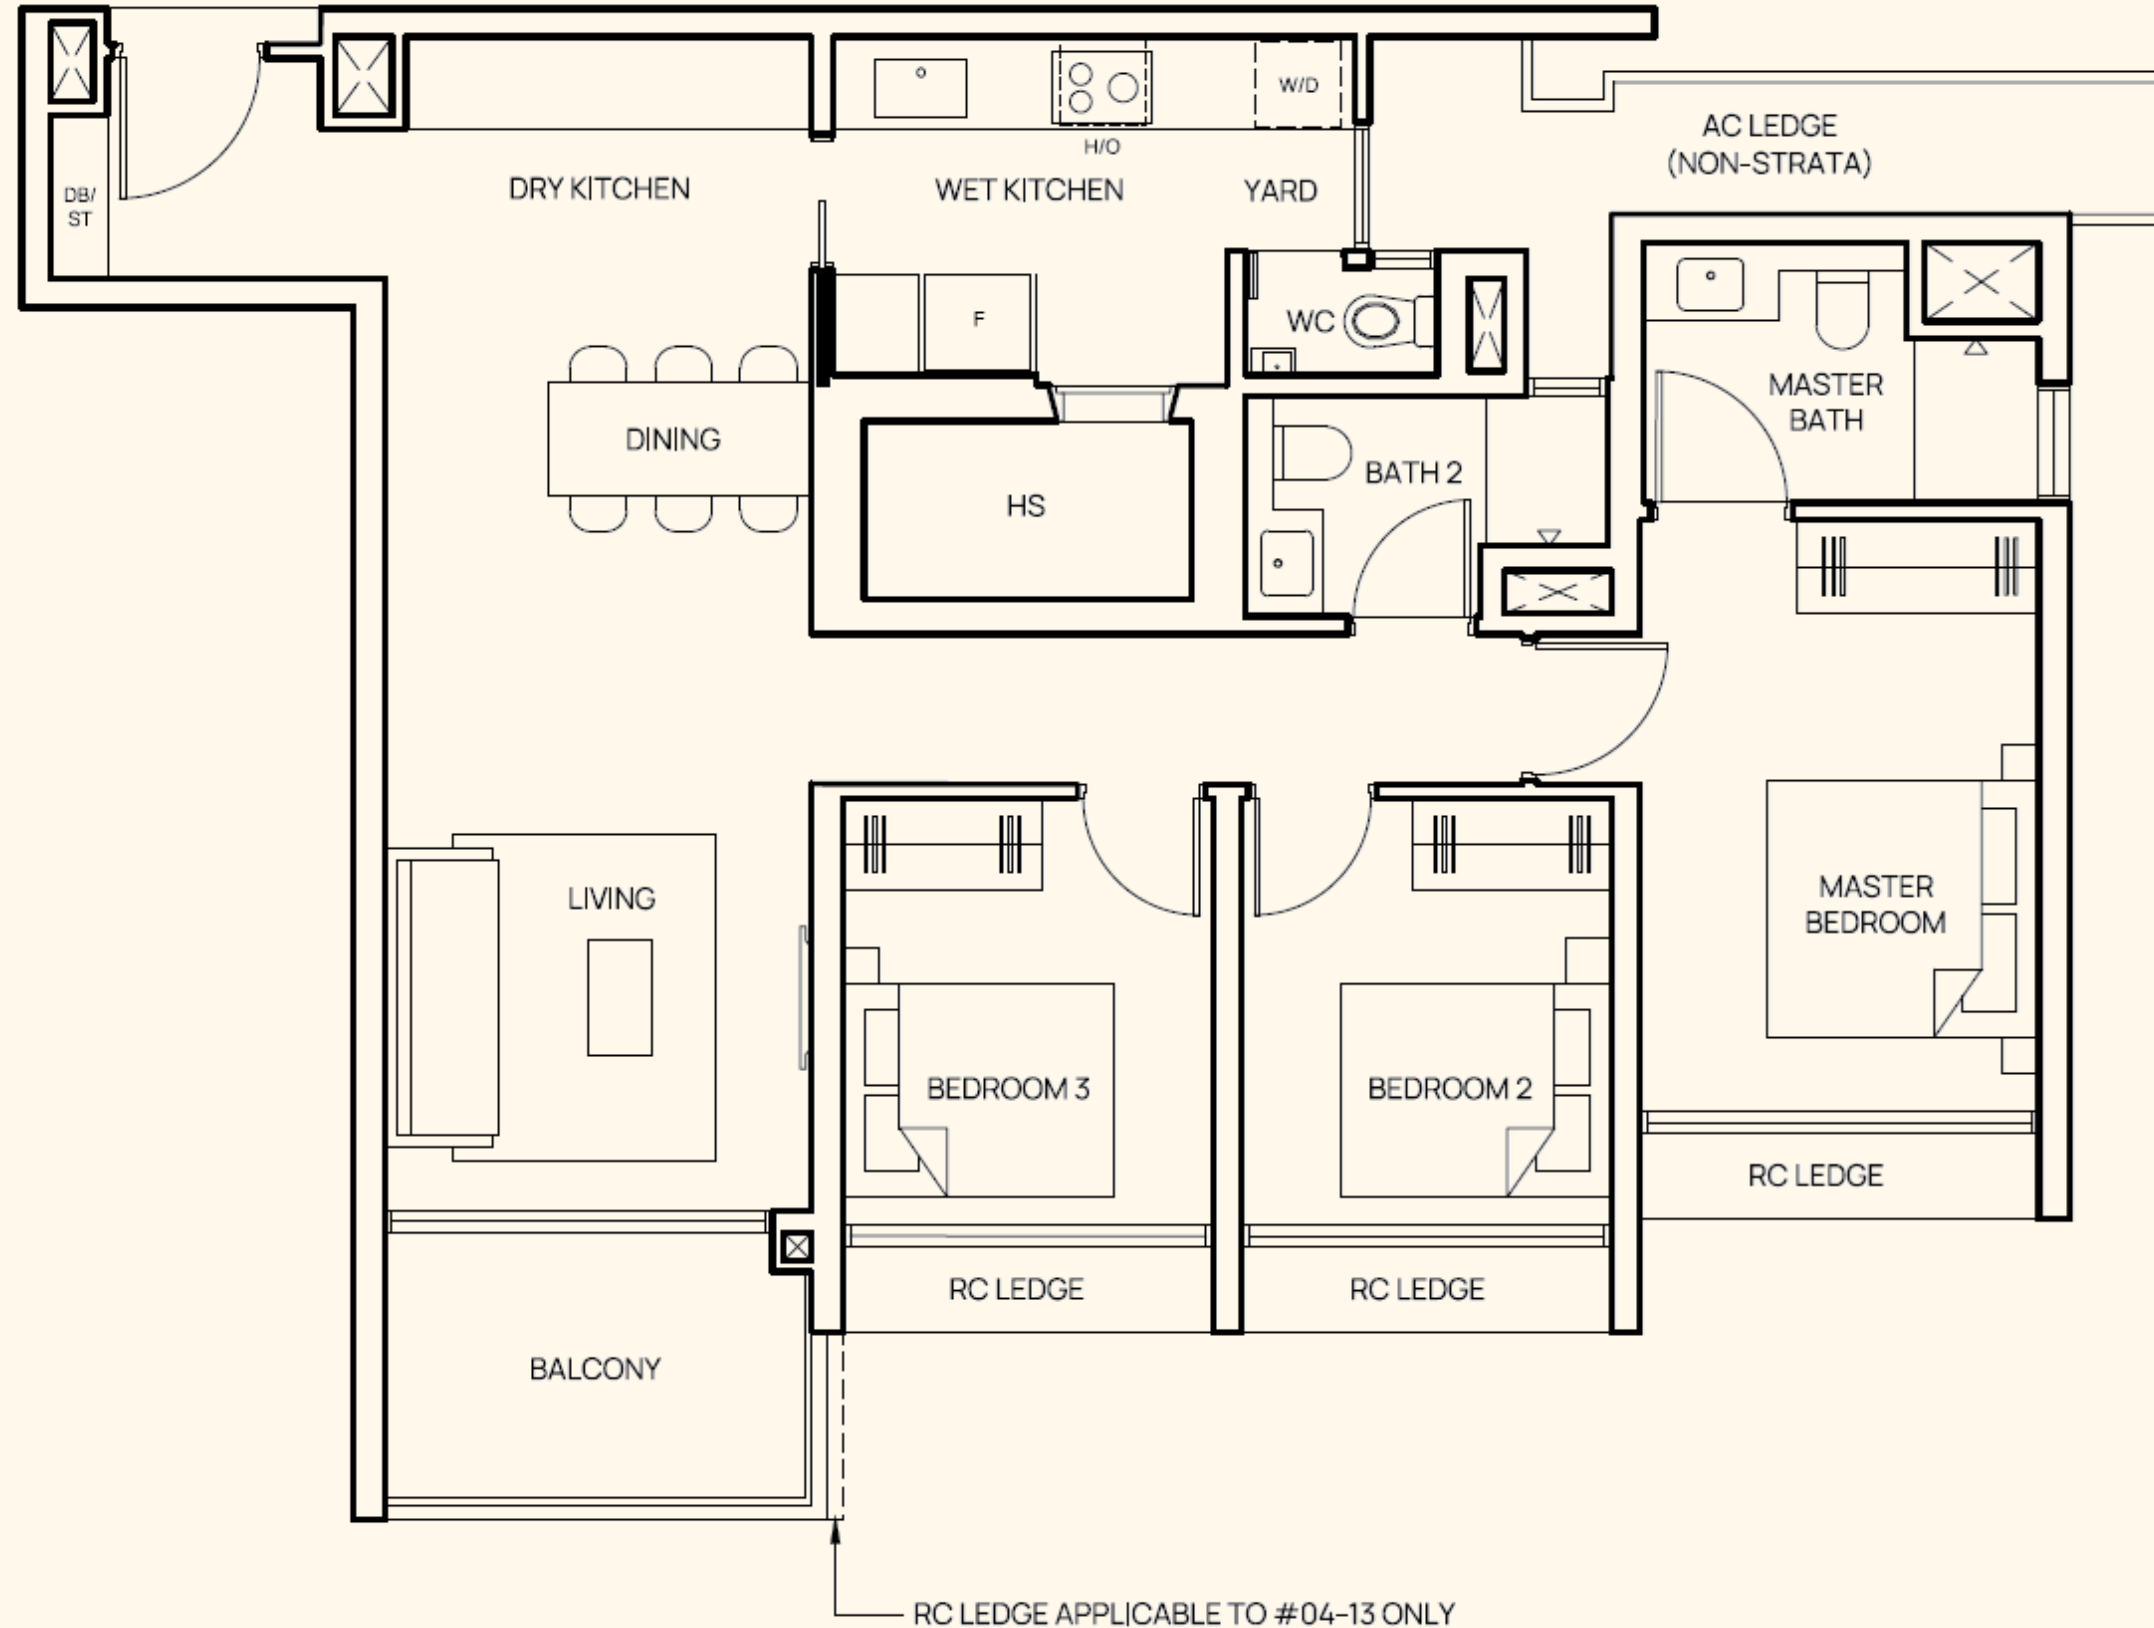 AC LEDGE
(NON-STRATA)
W/D
H/O
DRY KITCHEN
WET KITCHEN
YARD
DB/
ST
F
WC
MASTER
BATH
DINING
BATH 2
HS
LIVING
MASTER
BEDROOM
BEDROOM 3
BEDROOM 2
RC LEDGE
RC LEDGE
RC LEDGE
BALCONY
RC LEDGE APPLICABLE TO #04-13 ONLY